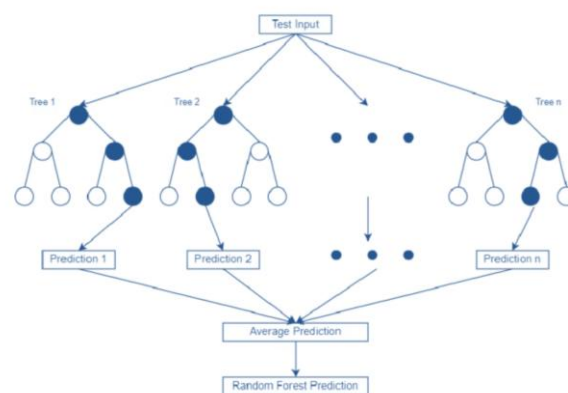 Test Input
Tree 1
Tree 2
Tree n
Prediction 1
Prediction 2
Prediction n
Average Prediction
Random Forest Prediction